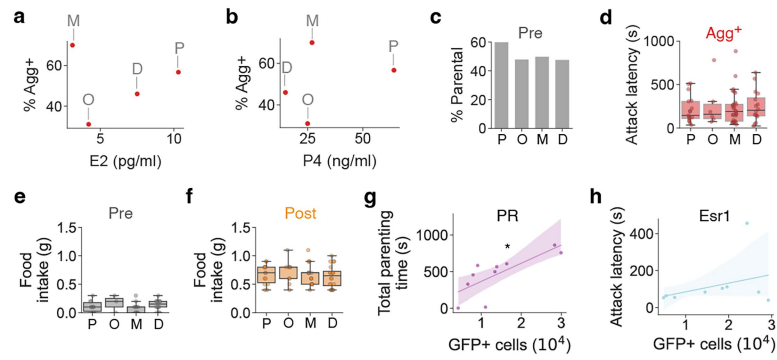 a
M
P
D
O
% Agg+
60
40
5
10
E2 (pg/ml)
b
M
P
D
O
% Agg+
60
40
25
50
P4 (ng/ml)
c
Pre
% Parental
60
40
20
0
P O M D
d
Agg+
Attack latency (s)
1000
500
0
P O M D
e
Pre
Food
intake (g)
1.5
1.0
0.5
0.0
P O M D
f
Post
Food
intake (g)
1.5
1.0
0.5
0.0
P O M D
g
PR
*
Total parenting
time (s)
1000
500
0
1 2 3
GFP+ cells (10⁴)
h
Esr1
Attack latency (s)
400
200
0
1 2 3
GFP+ cells (10⁴)